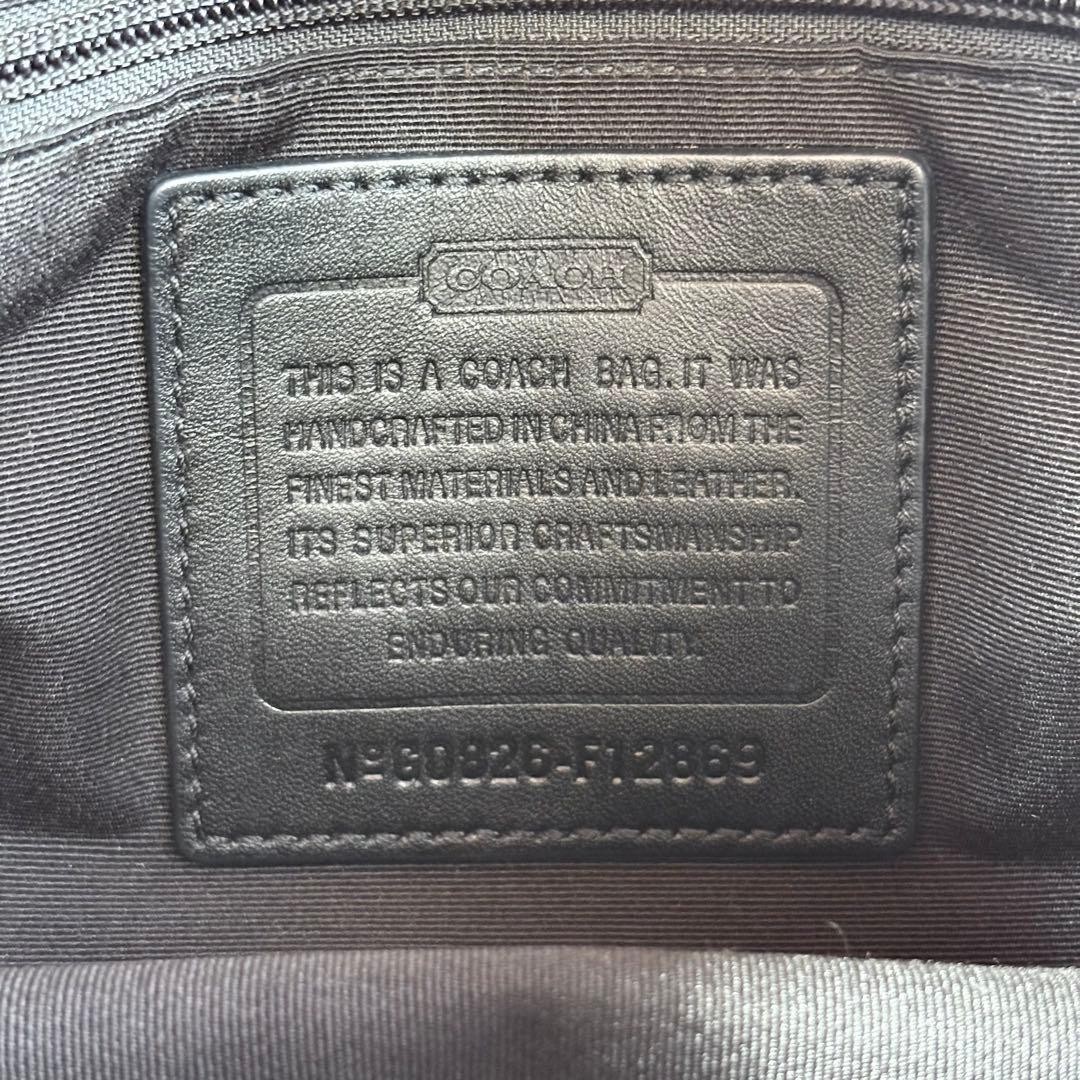 COACH
THIS IS A COACH BAG. IT WAS
HANDCRAFTED IN CHINA FROM THE
FINEST MATERIALS AND LEATHER.
ITS SUPERIOR CRAFTSMANSHIP
REFLECTS OUR COMMITMENT TO
ENDURING QUALITY.
Nº G0826-F12869